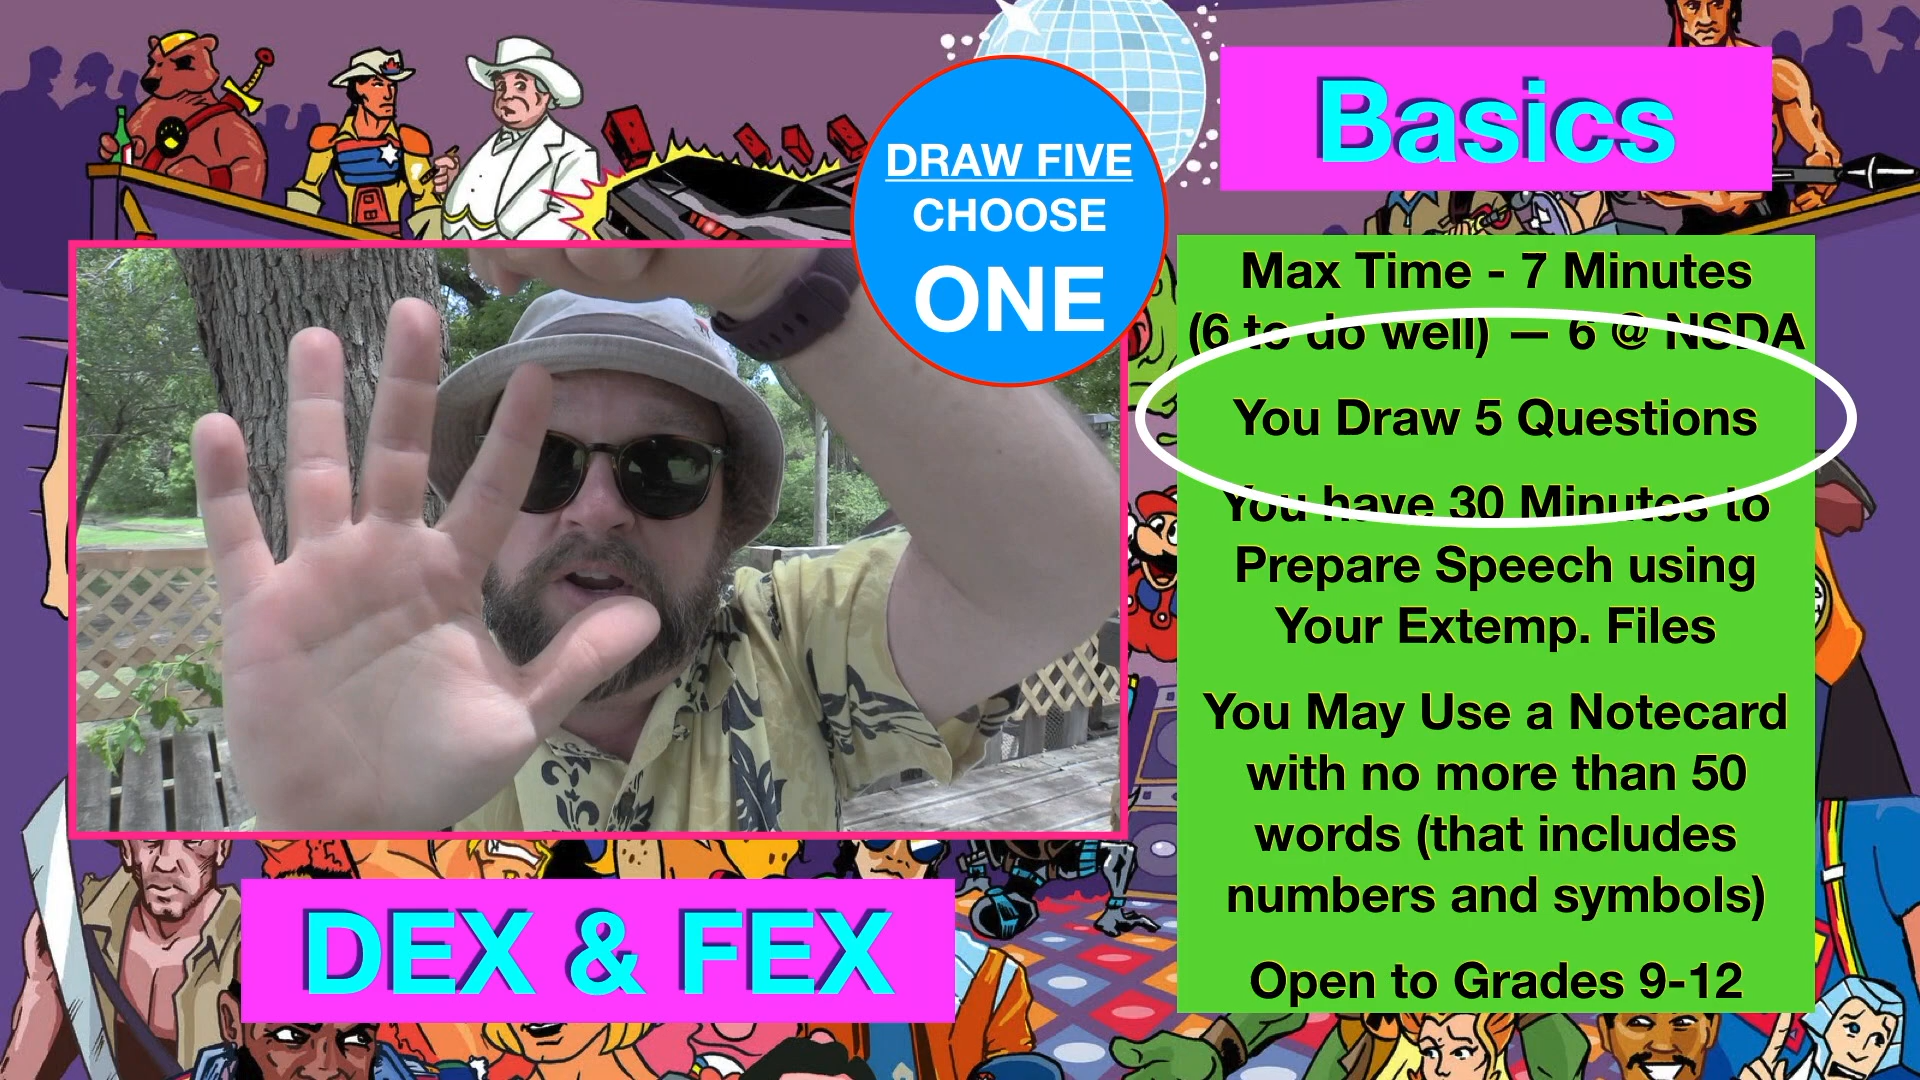 Basics
DRAW FIVE
CHOOSE
ONE
Max Time - 7 Minutes
(6 to do well) — 6 @ NSDA
You Draw 5 Questions
You have 30 Minutes to
Prepare Speech using
Your Extemp. Files
You May Use a Notecard
with no more than 50
words (that includes
numbers and symbols)
Open to Grades 9-12
DEX & FEX